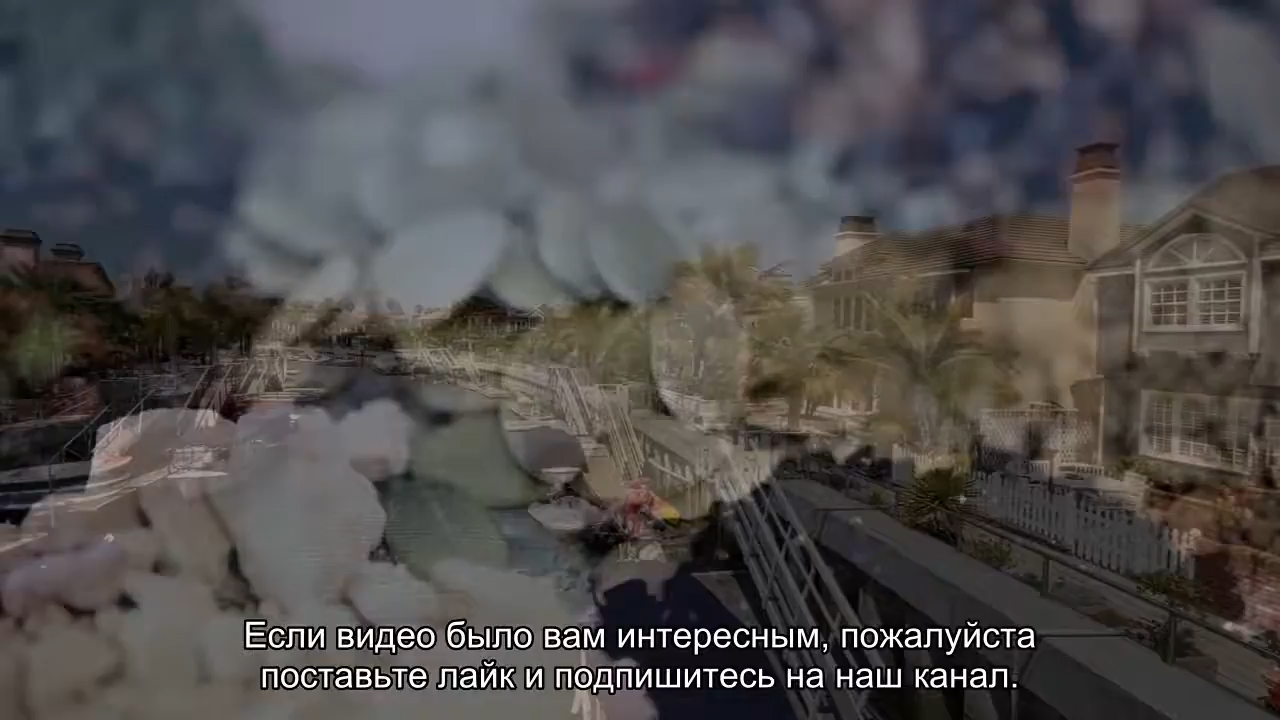 Если видео было вам интересным, пожалуйста
поставьте лайк и подпишитесь на наш канал.